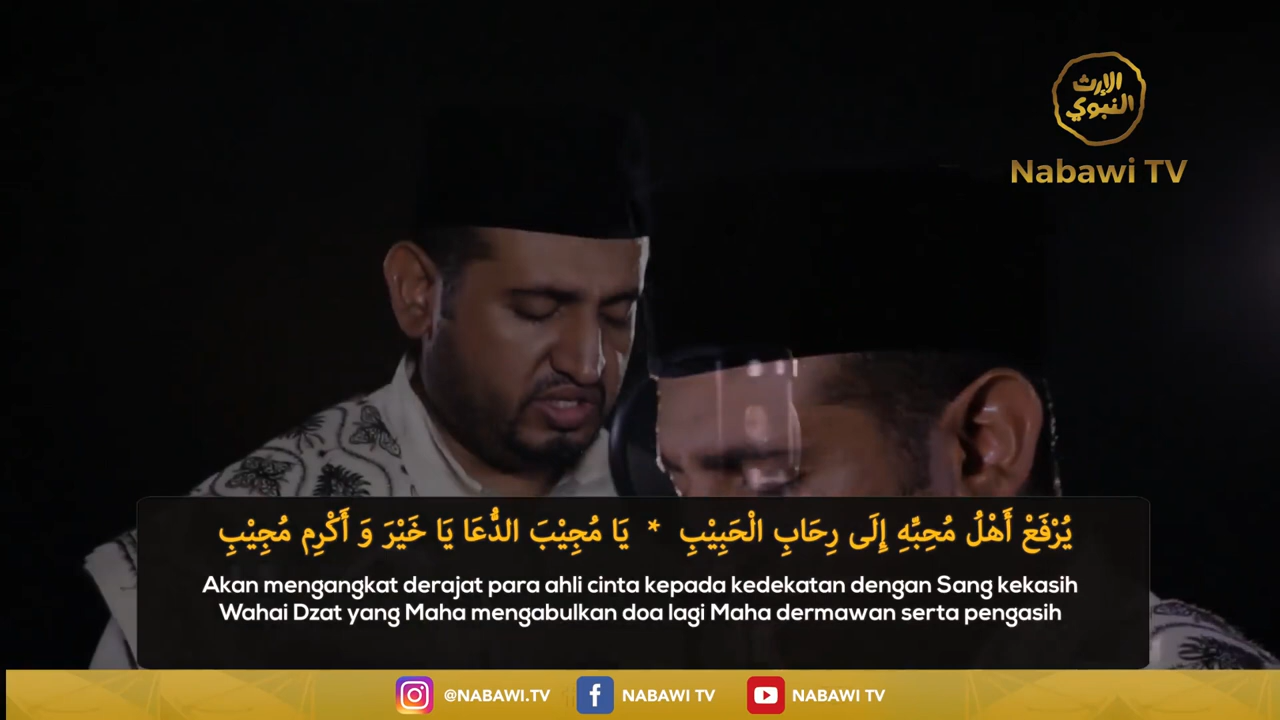 الإرث
النبوي
Nabawi TV
يُرْفَعْ أَهْلُ مُحِبِّهِ إِلَى رِحَابِ الْحَبِيْبِ * يَا مُجِيْبَ الدُّعَا يَا خَيْرَ وَ أَكْرِم مُجِيْبِ
Akan mengangkat derajat para ahli cinta kepada kedekatan dengan Sang kekasih
Wahai Dzat yang Maha mengabulkan doa lagi Maha dermawan serta pengasih
@NABAWI.TV NABAWI TV NABAWI TV